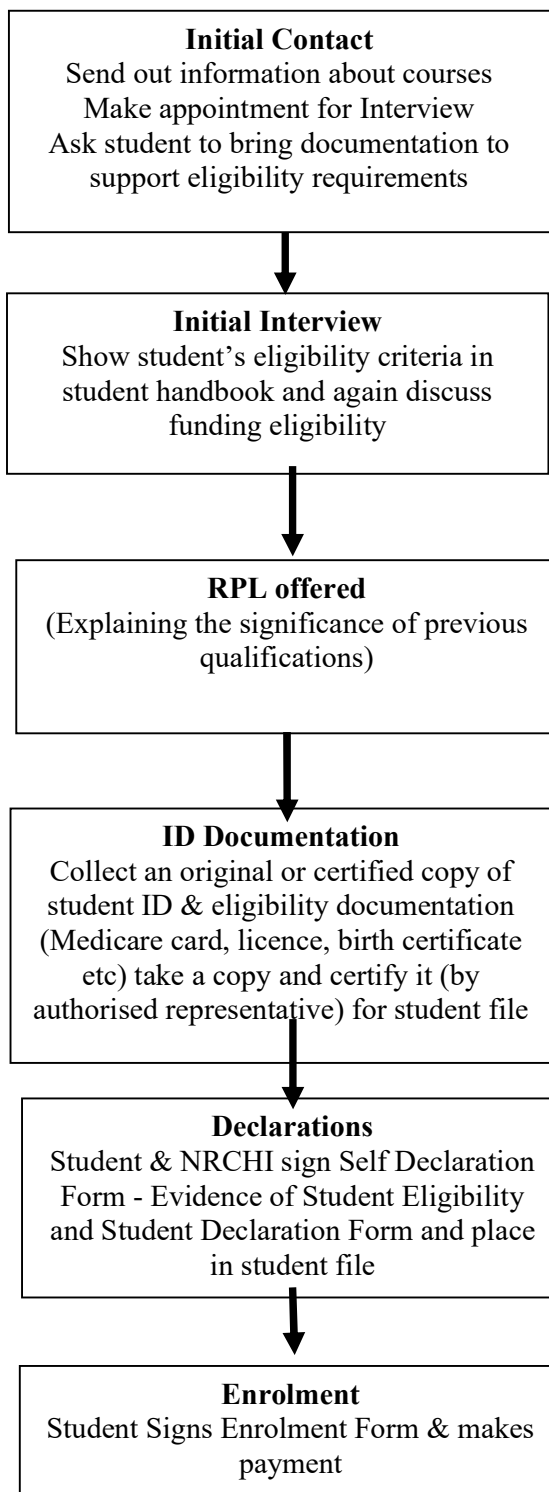 Initial Contact
Send out information about courses
Make appointment for Interview
Ask student to bring documentation to
support eligibility requirements
Initial Interview
Show student’s eligibility criteria in
student handbook and again discuss
funding eligibility
RPL offered
(Explaining the significance of previous
qualifications)
ID Documentation
Collect an original or certified copy of
student ID & eligibility documentation
(Medicare card, licence, birth certificate
etc) take a copy and certify it (by
authorised representative) for student file
Declarations
Student & NRCHI sign Self Declaration
Form - Evidence of Student Eligibility
and Student Declaration Form and place
in student file
Enrolment
Student Signs Enrolment Form & makes
payment